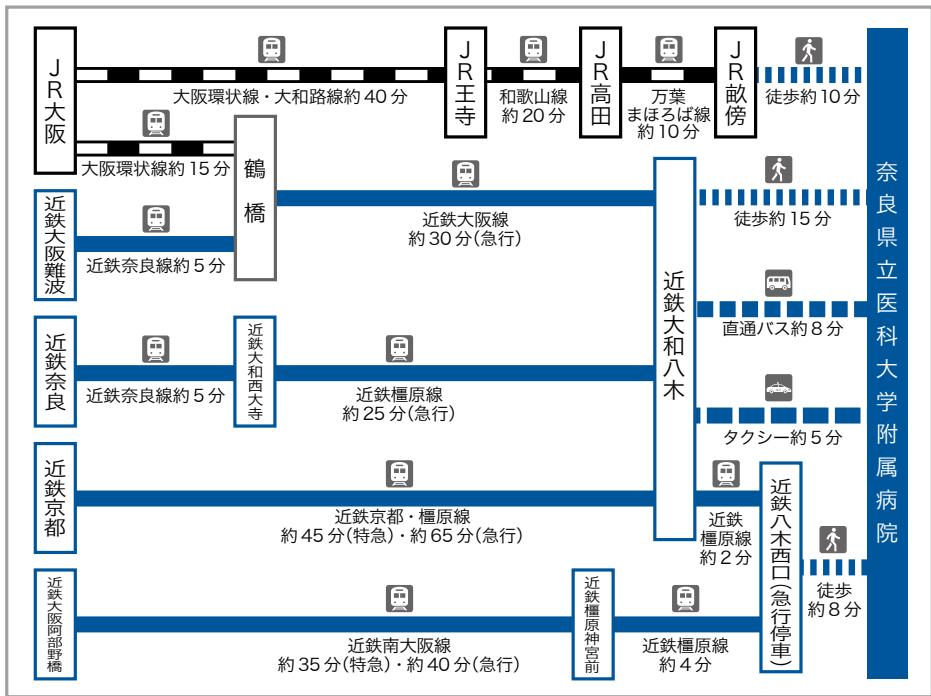 JR大阪
大阪環状線・大和路線約40分
JR王寺
和歌山線
約20分
JR高田
万葉
まほろば線
約10分
JR畝傍
徒歩約10分
大阪環状線約15分
鶴橋
近鉄大阪難波
近鉄奈良線約5分
近鉄大阪線
約30分(急行)
近鉄大和八木
徒歩約15分
直通バス約8分
タクシー約5分
近鉄奈良
近鉄奈良線約5分
近鉄大和西大寺
近鉄橿原線
約25分(急行)
近鉄京都
近鉄京都・橿原線
約45分(特急)・約65分(急行)
近鉄
橿原線
約2分
近鉄八木西口(急行停車)
徒歩
約8分
近鉄大阪阿部野橋
近鉄南大阪線
約35分(特急)・約40分(急行)
近鉄橿原神宮前
近鉄橿原線
約4分
奈良県立医科大学附属病院